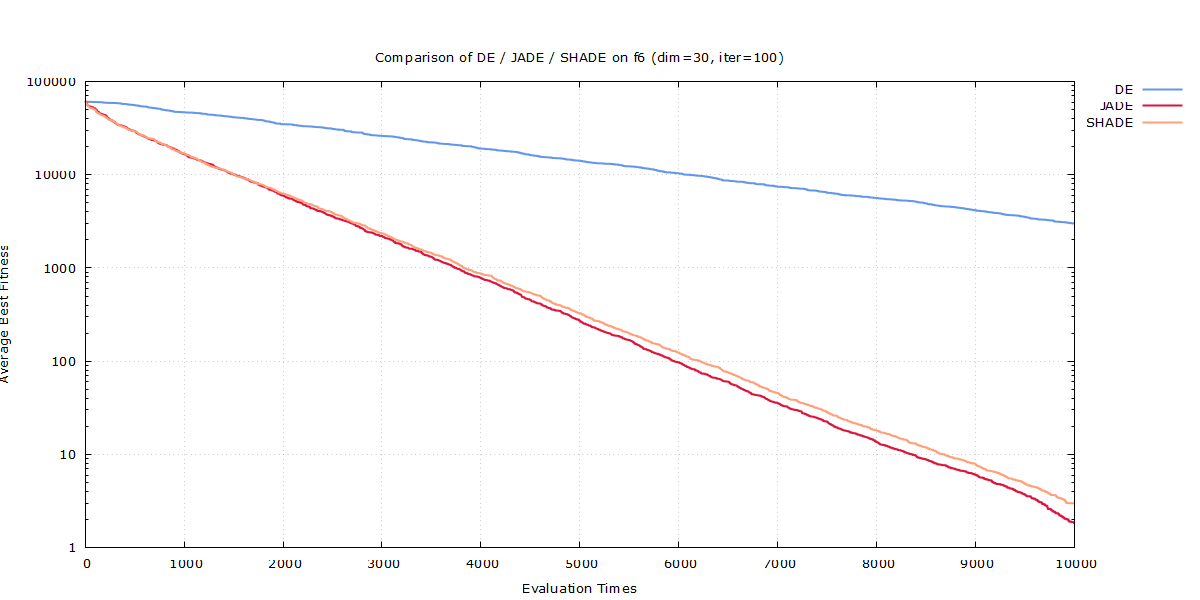 Comparison of DE / JADE / SHADE on f6 (dim=30, iter=100)
DE
JADE
SHADE
Average Best Fitness
100000
10000
1000
100
10
1
0 1000 2000 3000 4000 5000 6000 7000 8000 9000 10000
Evaluation Times